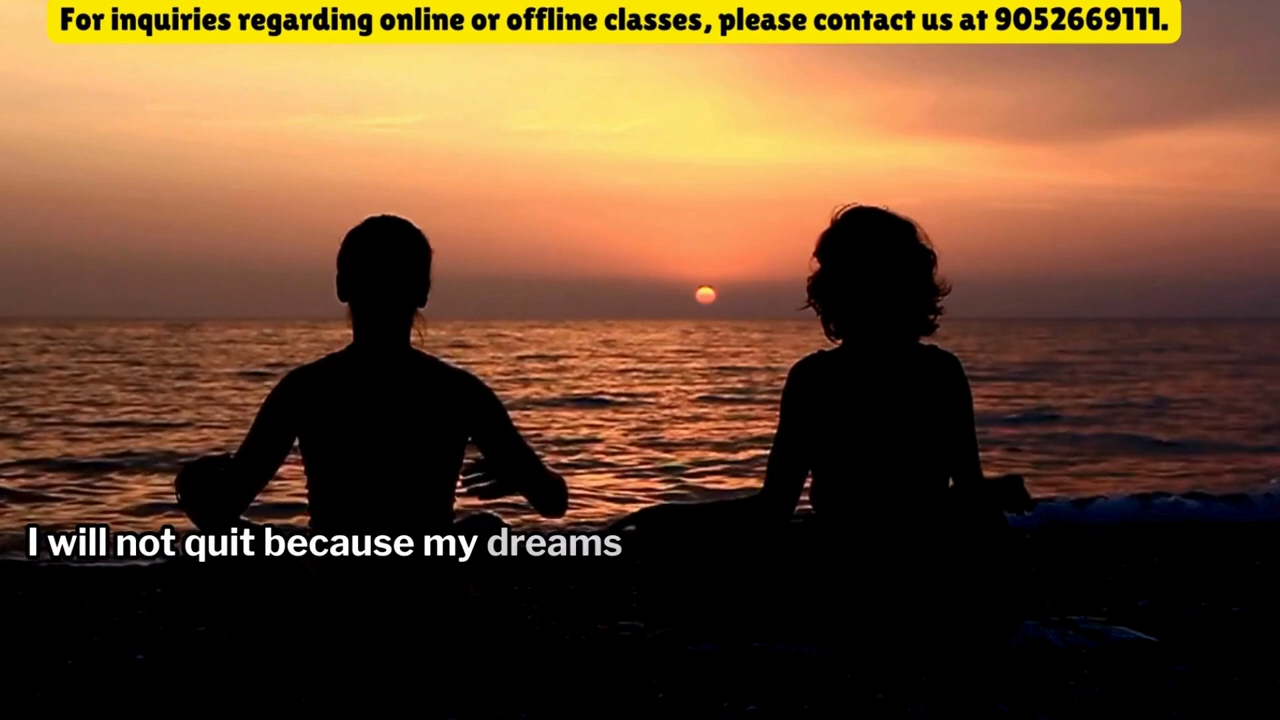 For inquiries regarding online or offline classes, please contact us at 9052669111.
I will not quit because my dreams